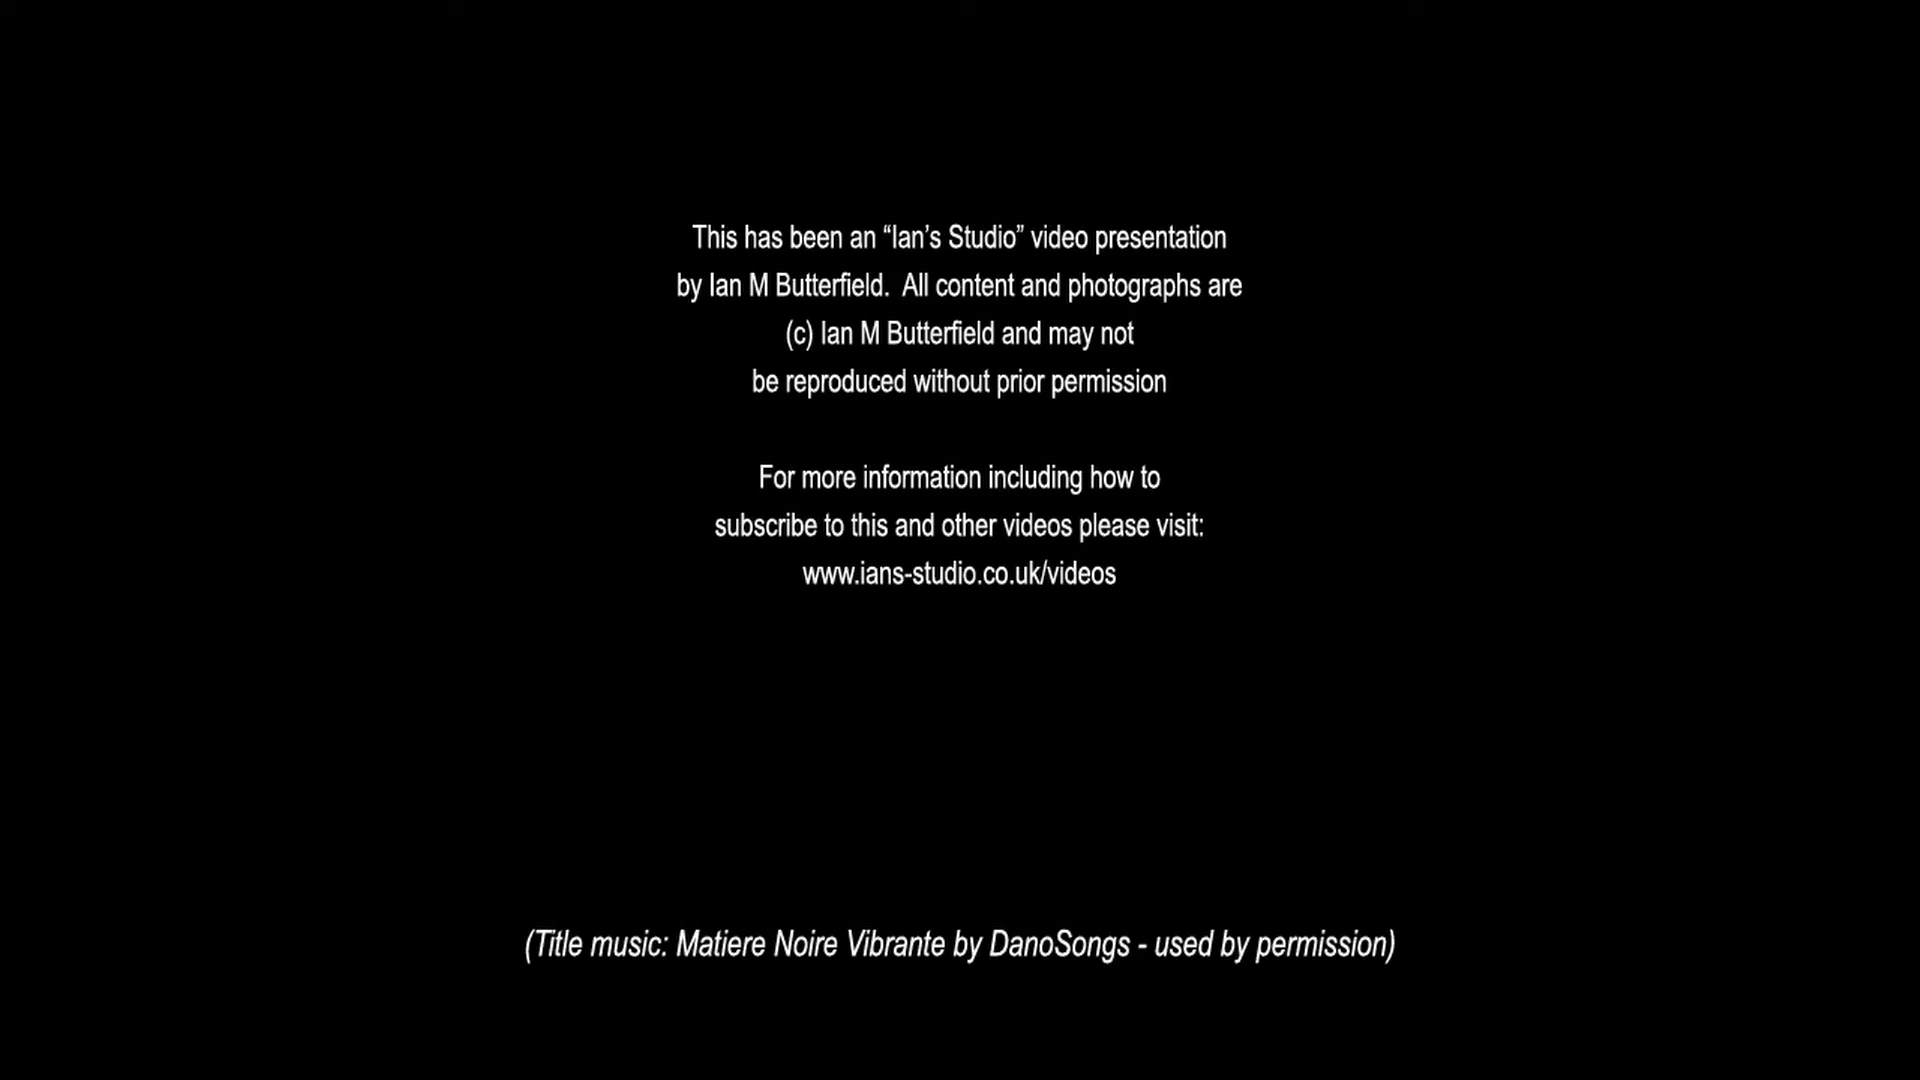 This has been an “Ian’s Studio” video presentation
by Ian M Butterfield.  All content and photographs are
(c) Ian M Butterfield and may not
be reproduced without prior permission
For more information including how to
subscribe to this and other videos please visit:
www.ians-studio.co.uk/videos
(Title music: Matiere Noire Vibrante by DanoSongs - used by permission)